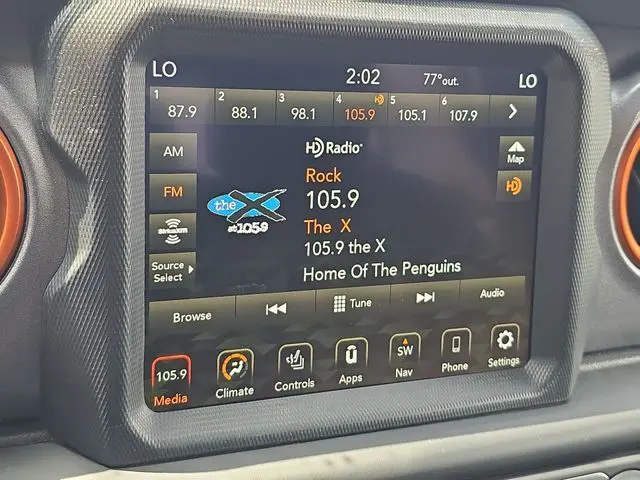 LO 2:02 77°out. LO
1 2 3 4 HD 5 6
87.9 88.1 98.1 105.9 105.1 107.9
AM
HD Radio
Map
FM
Rock
HD
the X
at 105.9
105.9
SiriusXM
The X
105.9 the X
Source
Select
Home Of The Penguins
Browse Tune Audio
105.9 SW
Media Climate Controls Apps Nav Phone Settings